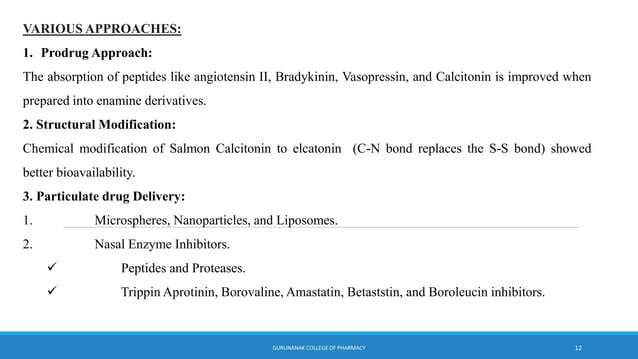 VARIOUS APPROACHES:
1. Prodrug Approach:
The absorption of peptides like angiotensin II, Bradykinin, Vasopressin, and Calcitonin is improved when
prepared into enamine derivatives.
2. Structural Modification:
Chemical modification of Salmon Calcitonin to elcatonin (C-N bond replaces the S-S bond) showed
better bioavailability.
3. Particulate drug Delivery:
1. Microspheres, Nanoparticles, and Liposomes.
2. Nasal Enzyme Inhibitors.
✓ Peptides and Proteases.
✓ Trippin Aprotinin, Borovaline, Amastatin, Betaststin, and Boroleucin inhibitors.
GURUNANAK COLLEGE OF PHARMACY 12